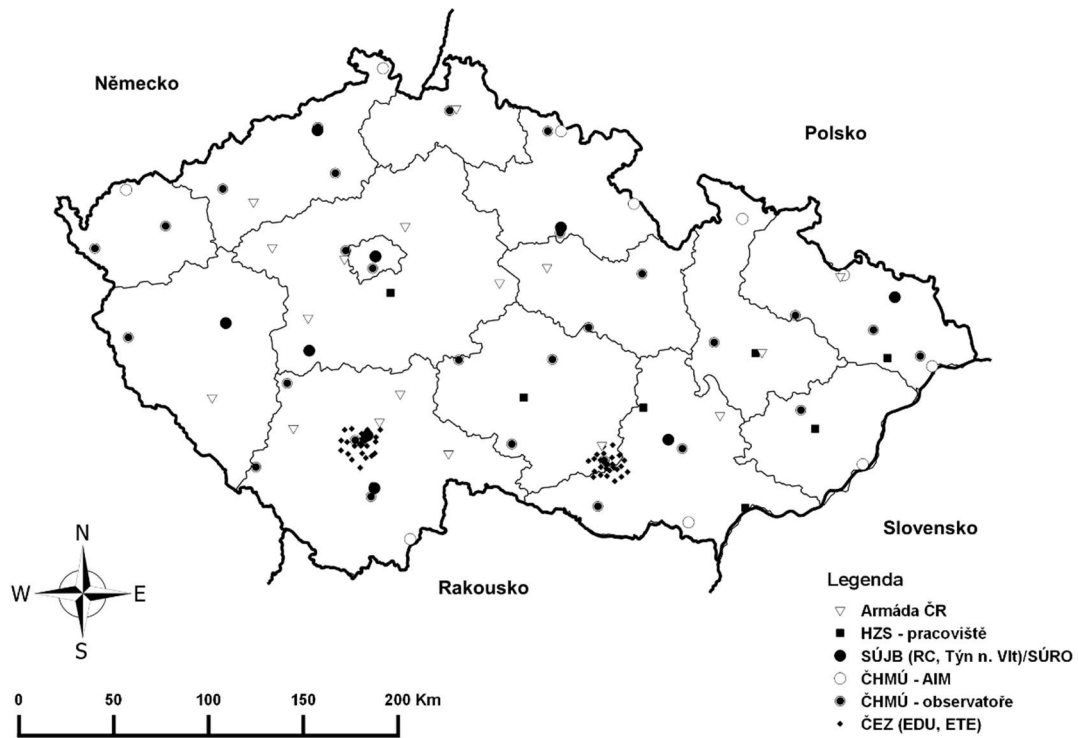 Německo
Polsko
Slovensko
Rakousko
N
W E
S
Legenda
Armáda ČR
HZS - pracoviště
SÚJB (RC, Týn n. Vlt)/SÚRO
ČHMÚ - AIM
ČHMÚ - observatoře
ČEZ (EDU, ETE)
0 50 100 150 200 Km